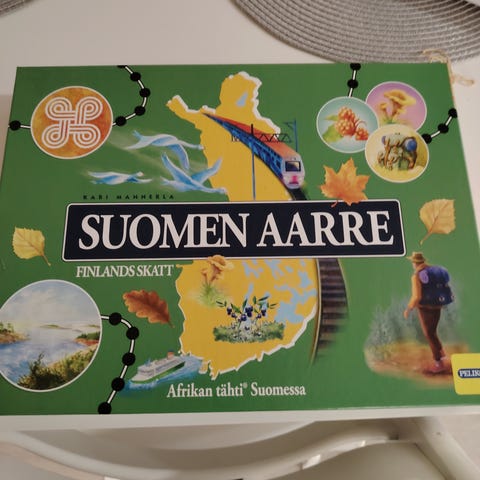 KARI MANNERLA
SUOMEN AARRE
FINLANDS SKATT
Afrikan tähti® Suomessa